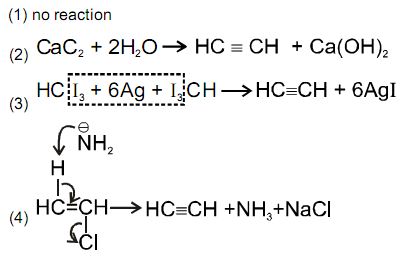 (1) no reaction
(2) CaC₂ + 2H₂O → HC ≡ CH + Ca(OH)₂
(3) HCI₃ + 6Ag + I₃CH → HC≡CH + 6AgI
⊖
NH₂
H
(4) HC=CH → HC≡CH +NH₃+NaCl
Cl